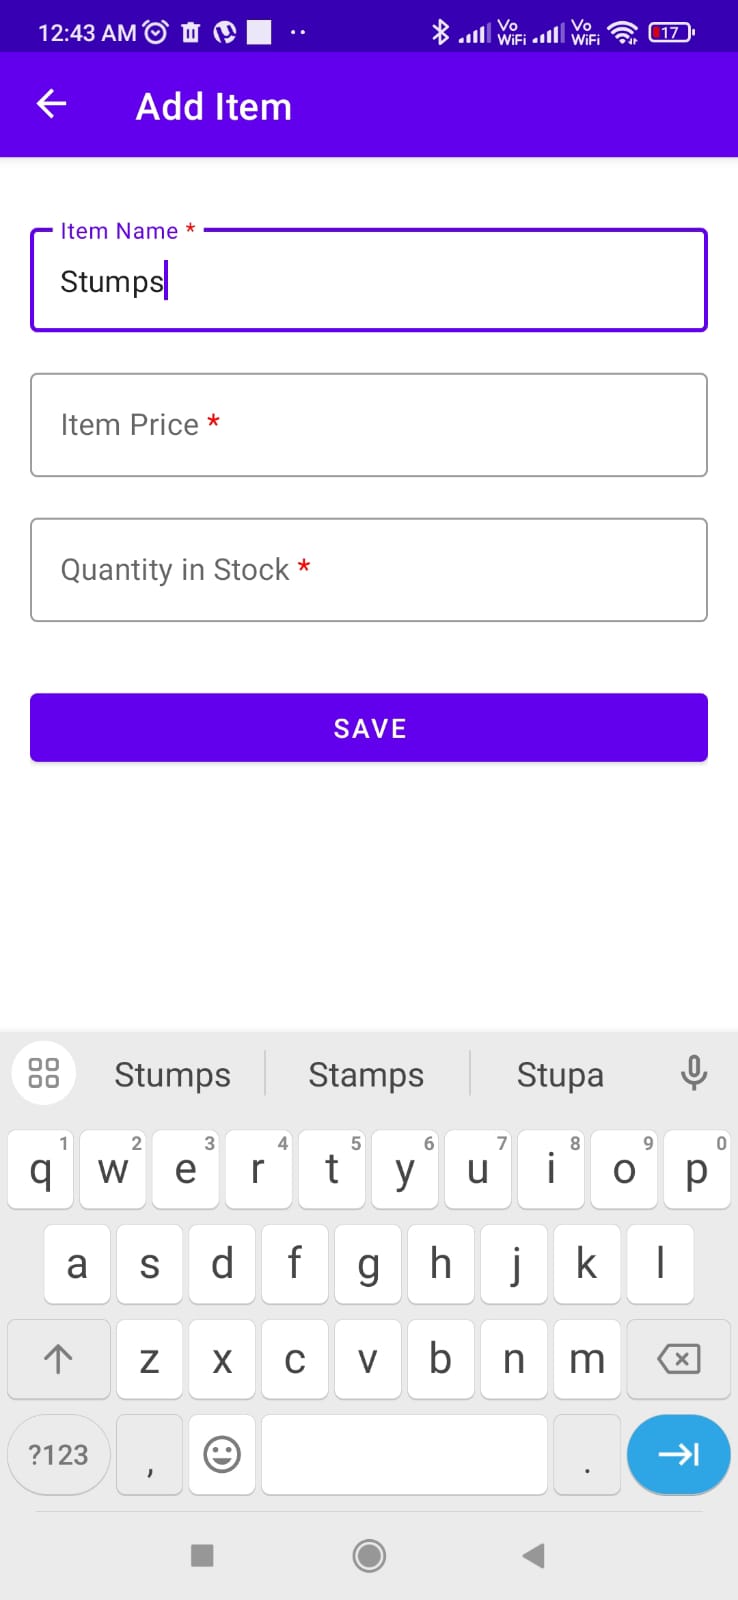 12:43 AM
Vo WiFi Vo WiFi 17
Add Item
Item Name *
Stumps
Item Price *
Quantity in Stock *
SAVE
Stumps Stamps Stupa
1 2 3 4 5 6 7 8 9 0
q w e r t y u i o p
a s d f g h j k l
z x c v b n m
?123 , .